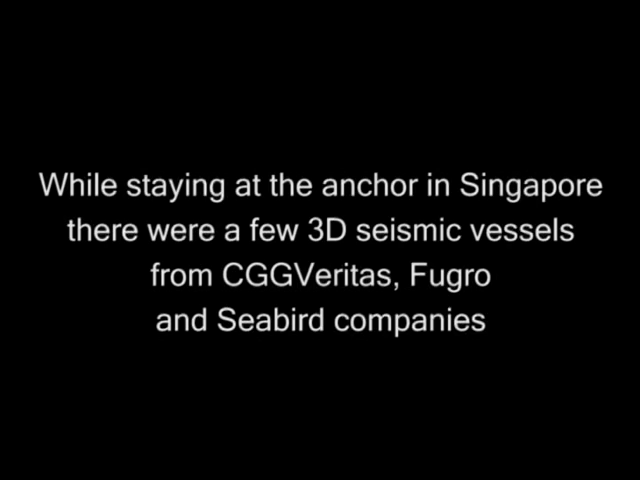 While staying at the anchor in Singapore
there were a few 3D seismic vessels
from CGGVeritas, Fugro
and Seabird companies